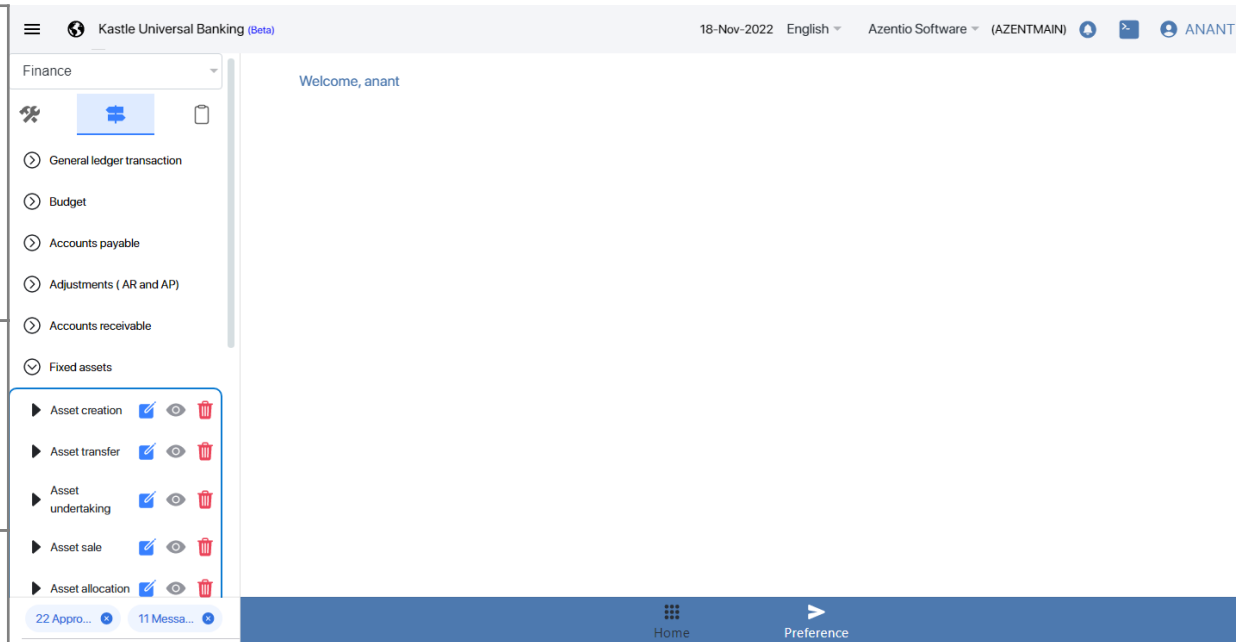 Kastle Universal Banking (Beta)
18-Nov-2022 English Azentio Software (AZENTMAIN) ANANT
Finance
Welcome, anant
General ledger transaction
Budget
Accounts payable
Adjustments ( AR and AP)
Accounts receivable
Fixed assets
Asset creation
Asset transfer
Asset
undertaking
Asset sale
Asset allocation
22 Appro... 11 Messa...
Home Preference